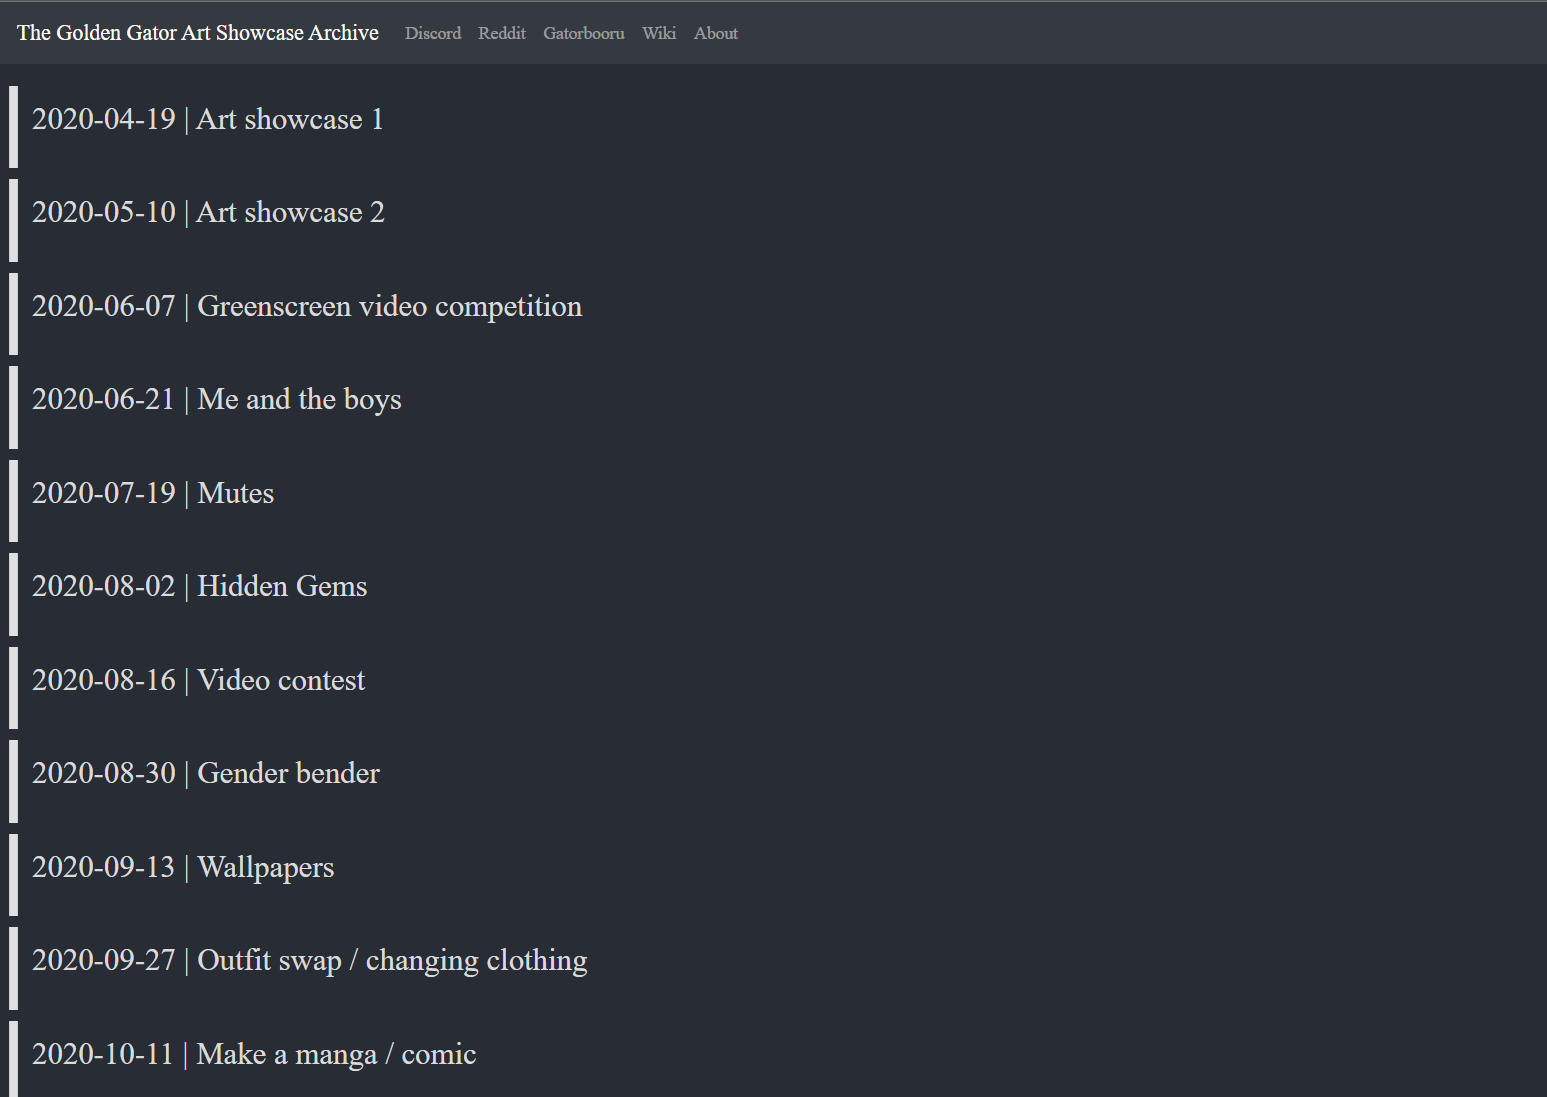 The Golden Gator Art Showcase Archive Discord Reddit Gatorbooru Wiki About
2020-04-19 | Art showcase 1
2020-05-10 | Art showcase 2
2020-06-07 | Greenscreen video competition
2020-06-21 | Me and the boys
2020-07-19 | Mutes
2020-08-02 | Hidden Gems
2020-08-16 | Video contest
2020-08-30 | Gender bender
2020-09-13 | Wallpapers
2020-09-27 | Outfit swap / changing clothing
2020-10-11 | Make a manga / comic